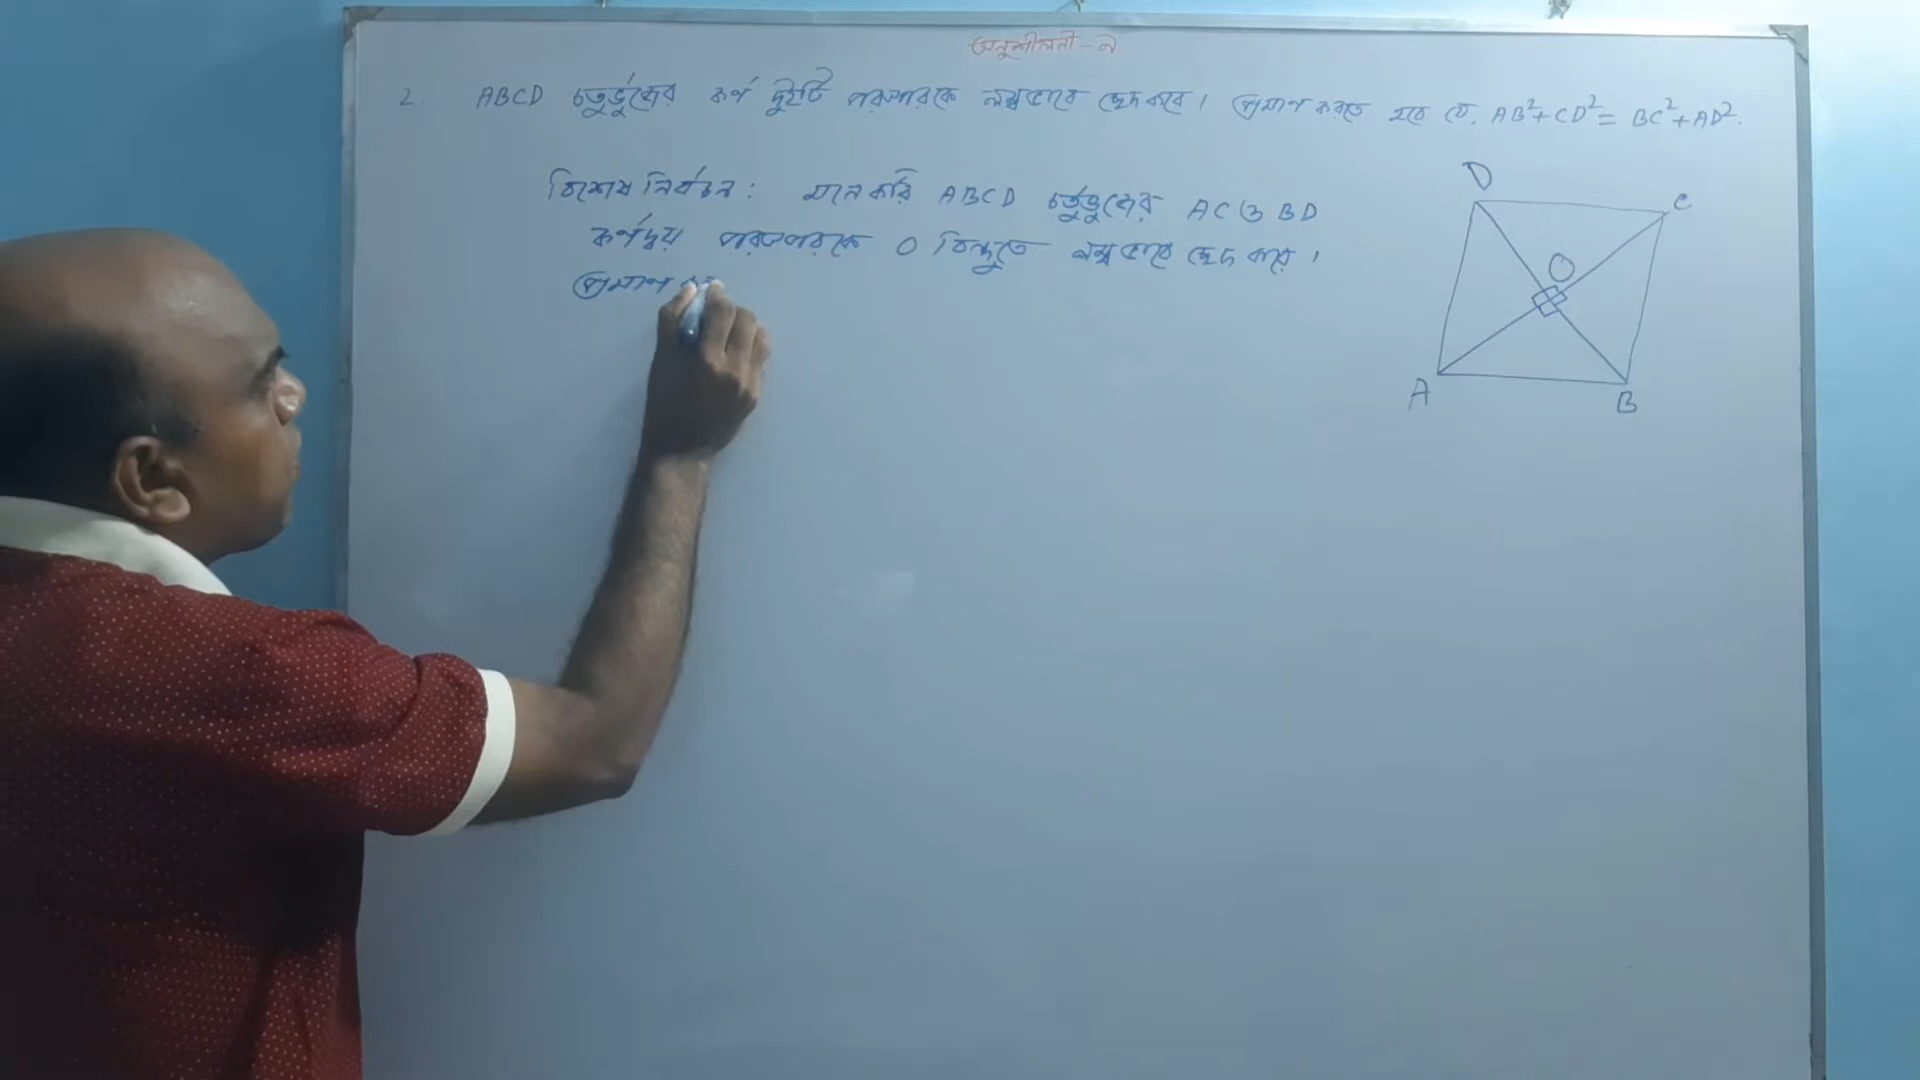 অনুশীলনী - ৯
2. ABCD চতুর্ভুজের কর্ণ দুইটি পরস্পরকে লম্বভাবে ছেদ করে। প্রমাণ করতে হবে যে, AB²+CD² = BC²+AD².
বিশেষ নির্বচন: মনে করি ABCD চতুর্ভুজের AC ও BD
কর্ণদ্বয় পরস্পরকে O বিন্দুতে লম্বভাবে ছেদ করে।
প্রমাণ
D
C
O
A
B